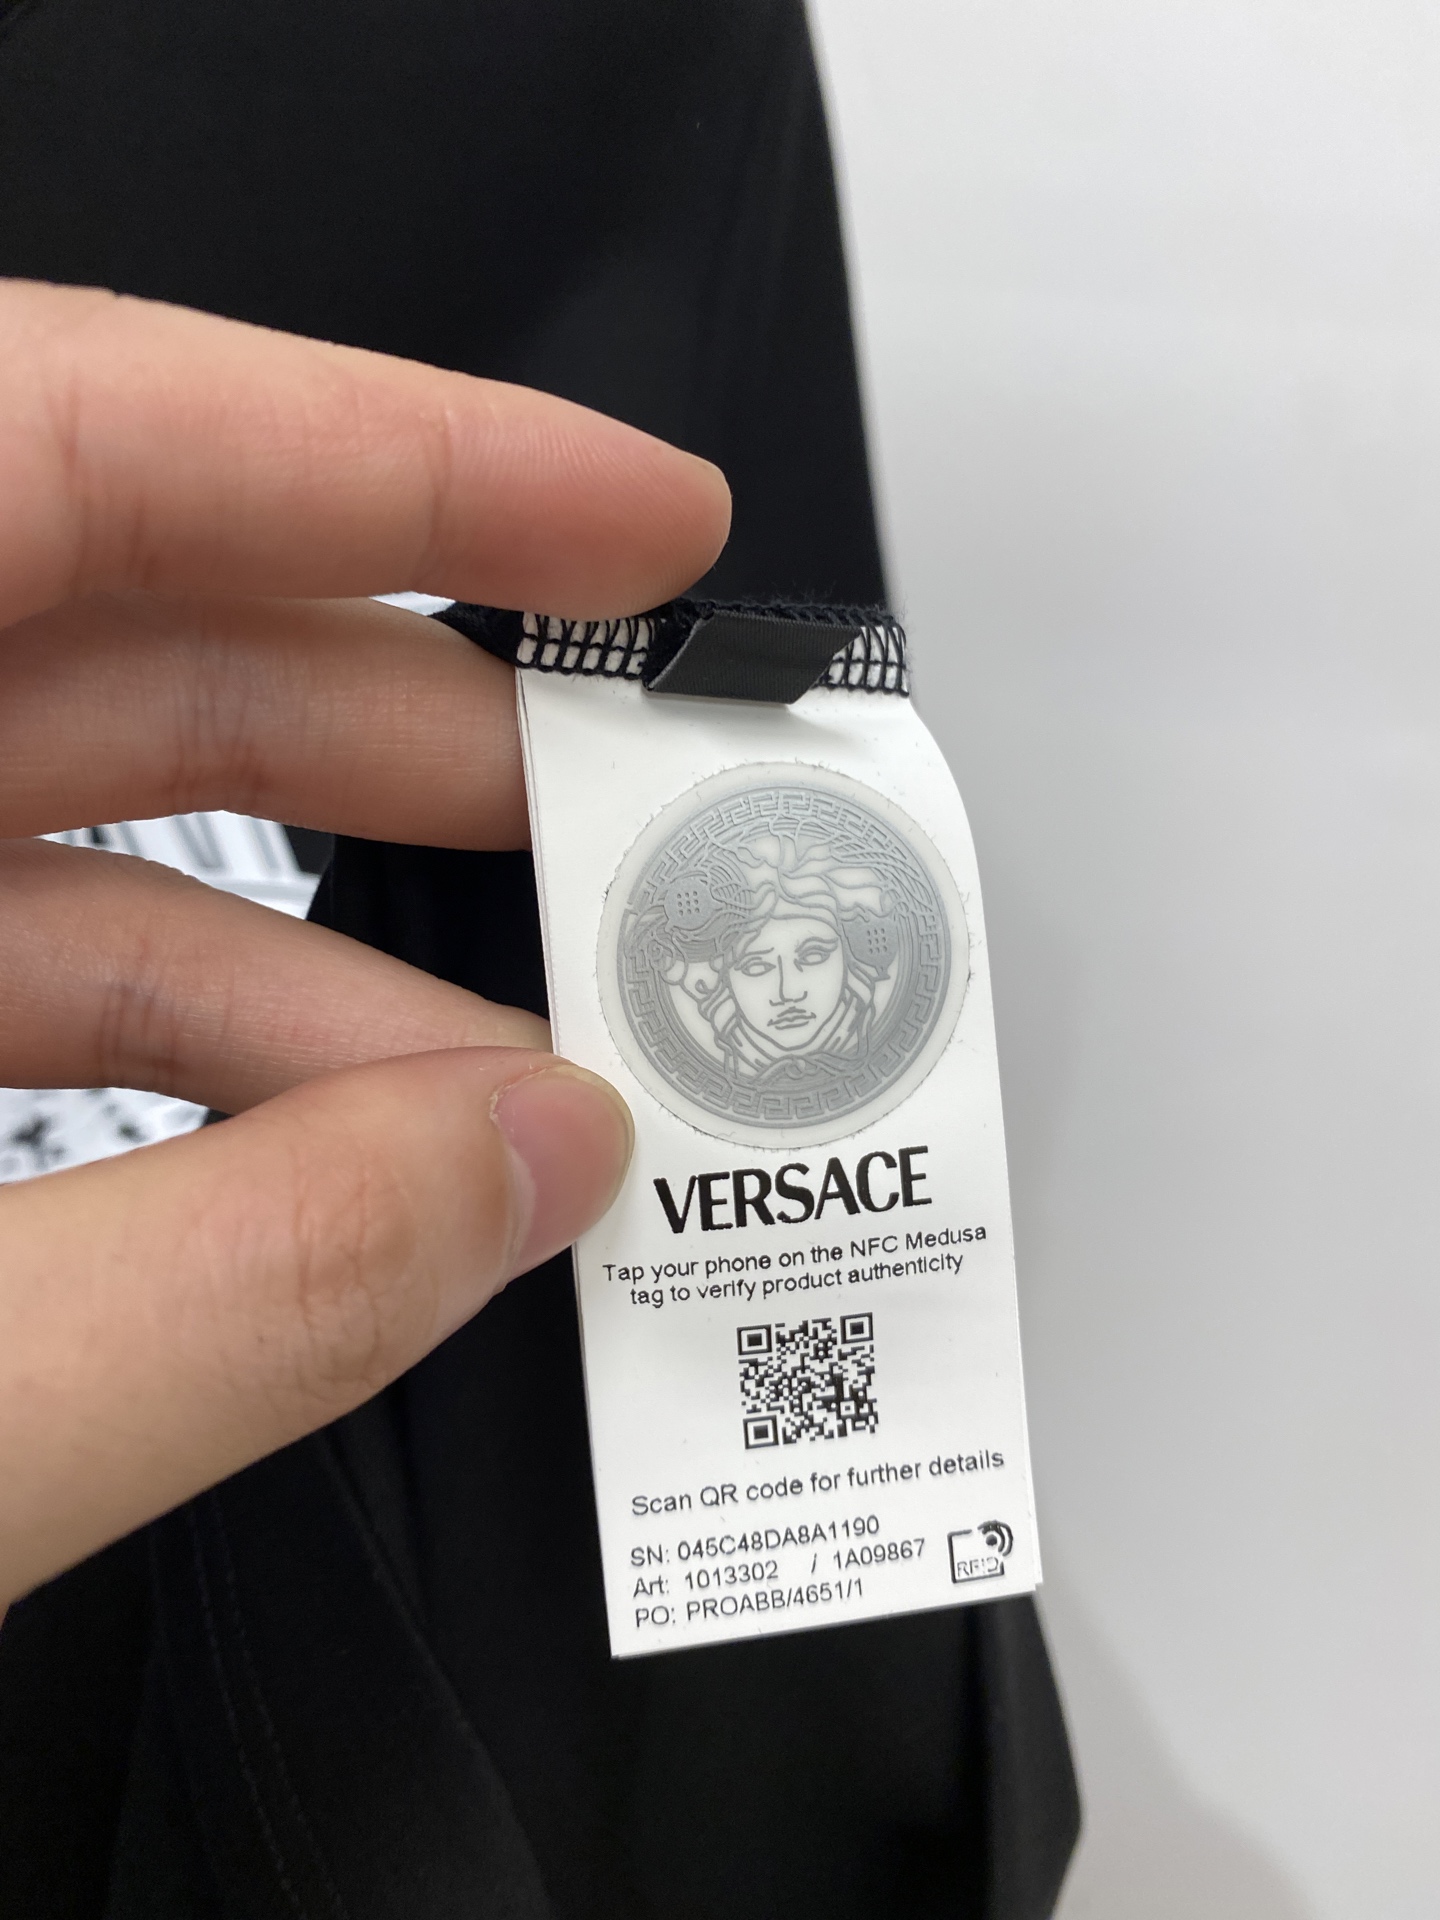 VERSACE
Tap your phone on the NFC Medusa
tag to verify product authenticity
Scan QR code for further details
SN: 045C48DA8A1190
Art: 1013302 / 1A09867
PO: PROABB/4651/1
RFID